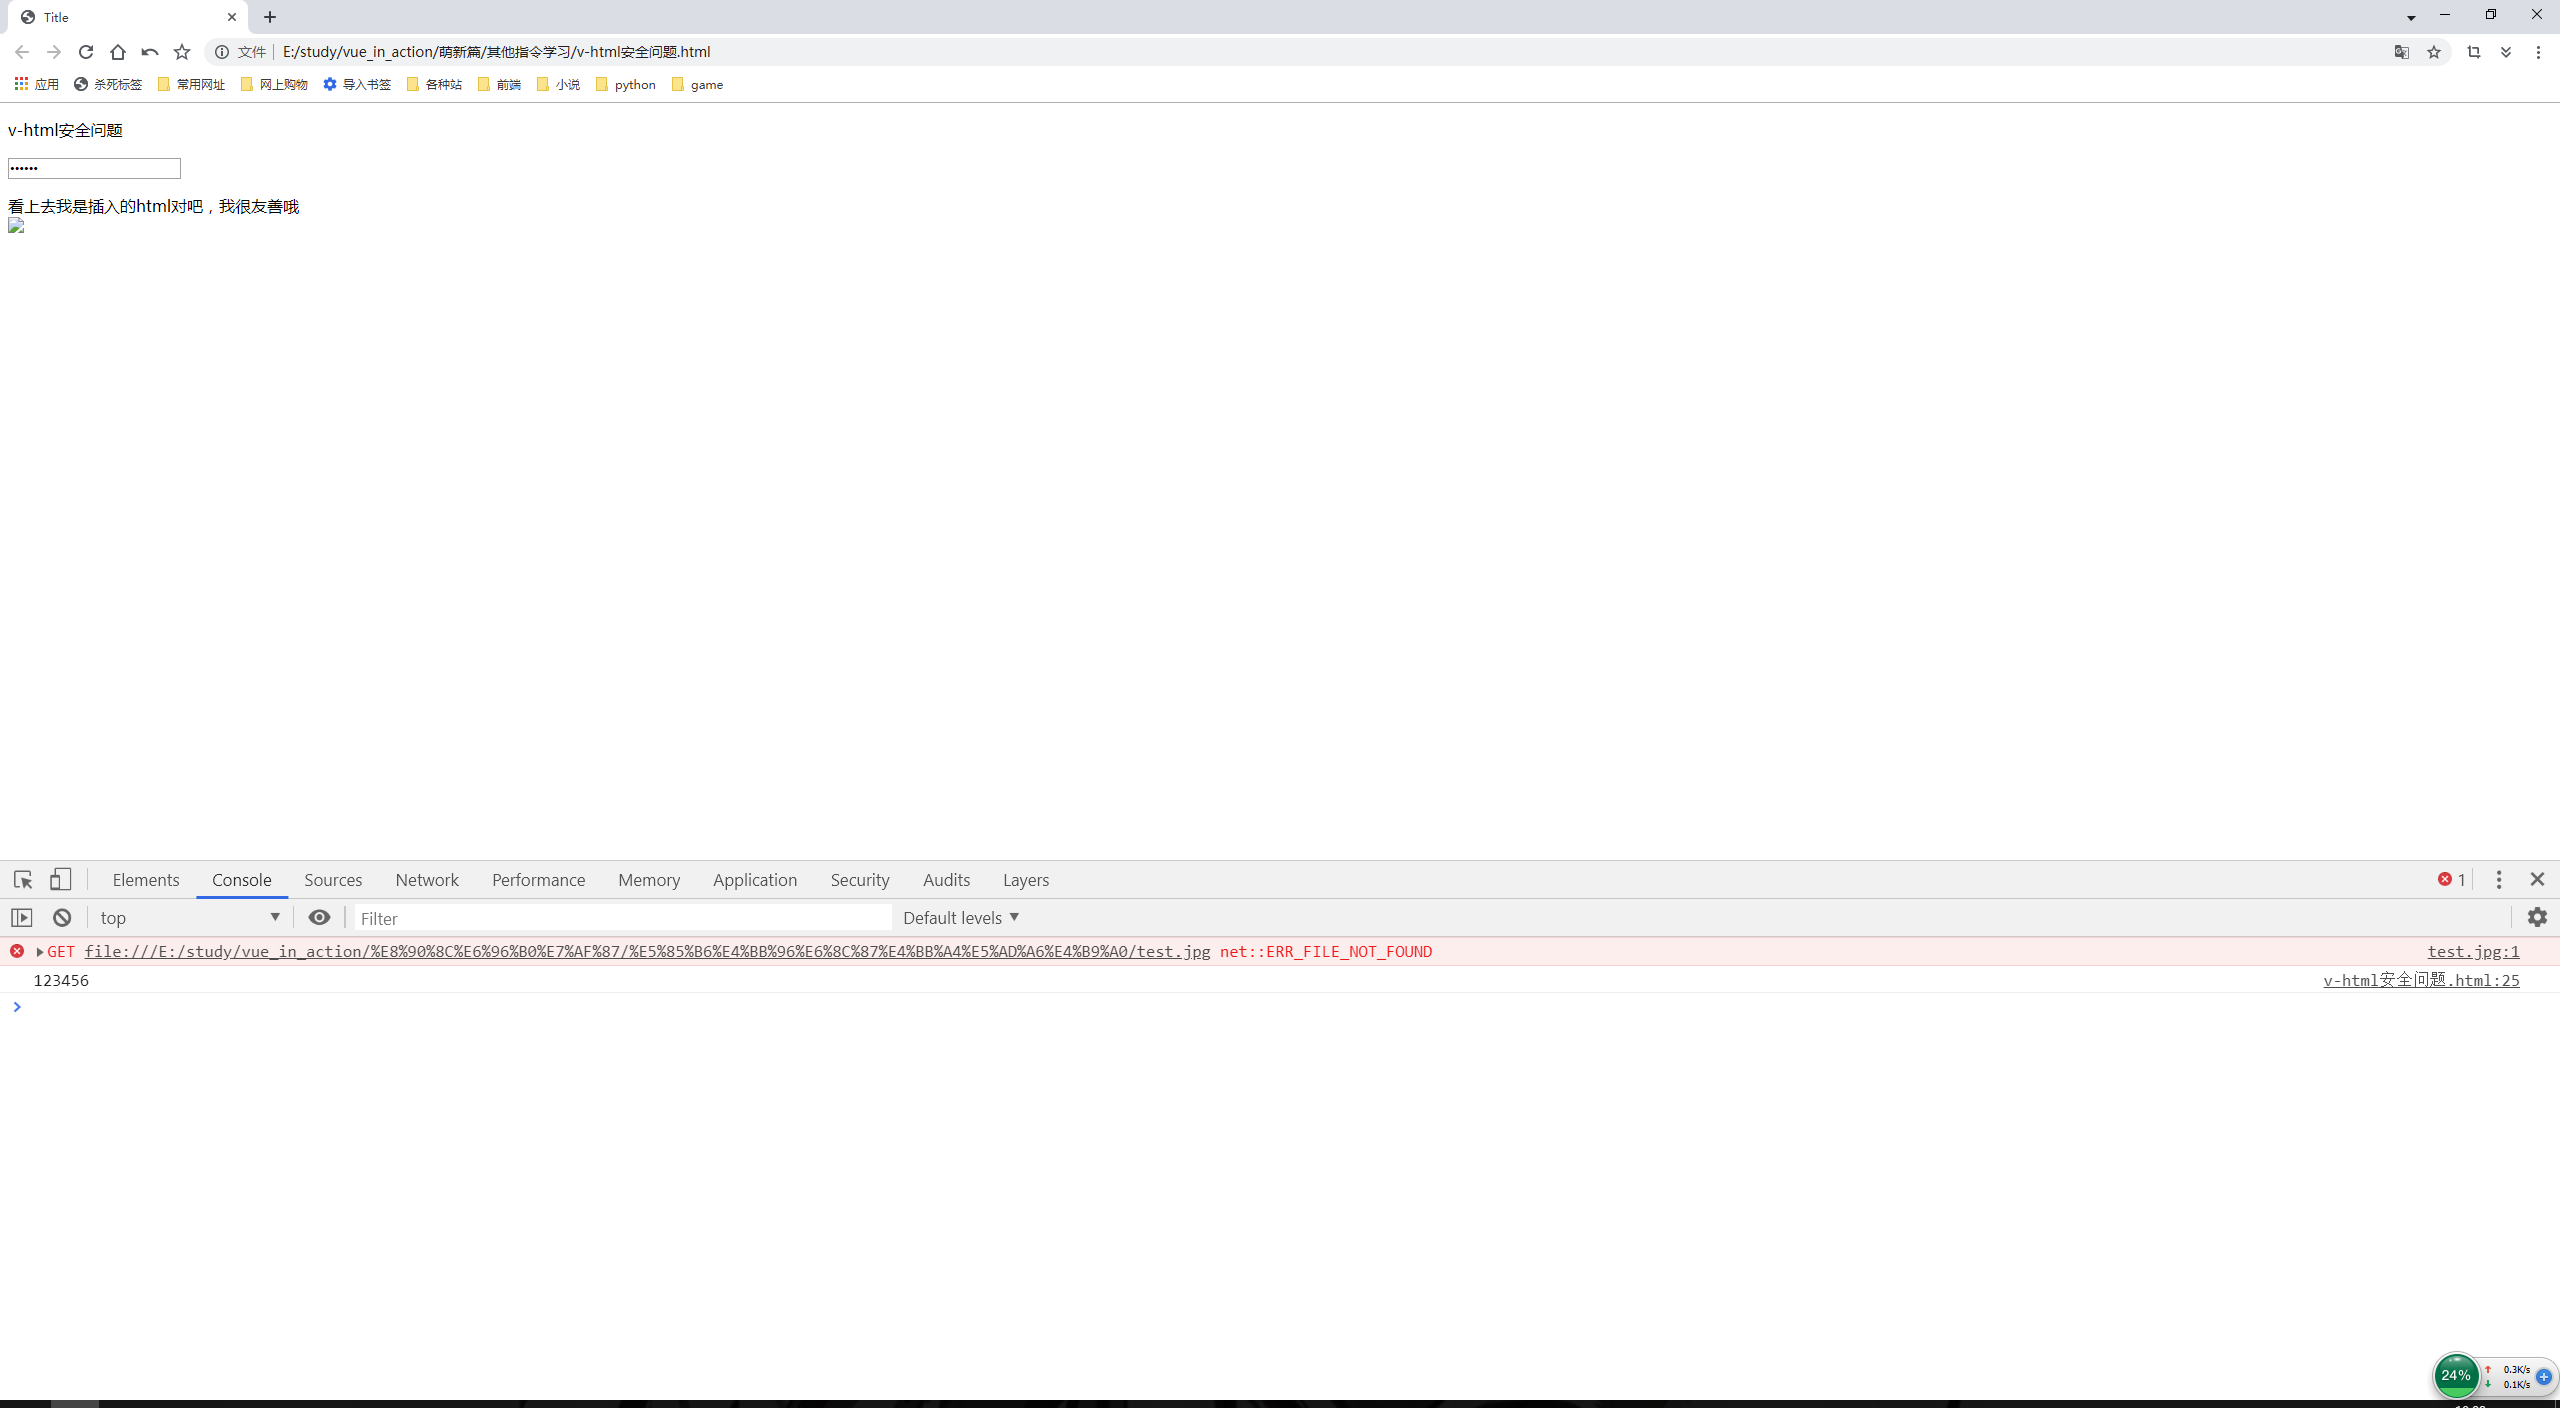 Title
文件 E:/study/vue_in_action/萌新篇/其他指令学习/v-html安全问题.html
应用 杀死标签 常用网址 网上购物 导入书签 各种站 前端 小说 python game
v-html安全问题
••••••
看上去我是插入的html对吧，我很友善哦
Elements Console Sources Network Performance Memory Application Security Audits Layers 1
top Filter Default levels
GET file:///E:/study/vue_in_action/%E8%90%8C%E6%96%B0%E7%AF%87/%E5%85%B6%E4%BB%96%E6%8C%87%E4%BB%A4%E5%AD%A6%E4%B9%A0/test.jpg net::ERR_FILE_NOT_FOUND test.jpg:1
123456 v-html安全问题.html:25
24% 0.3K/s
0.1K/s